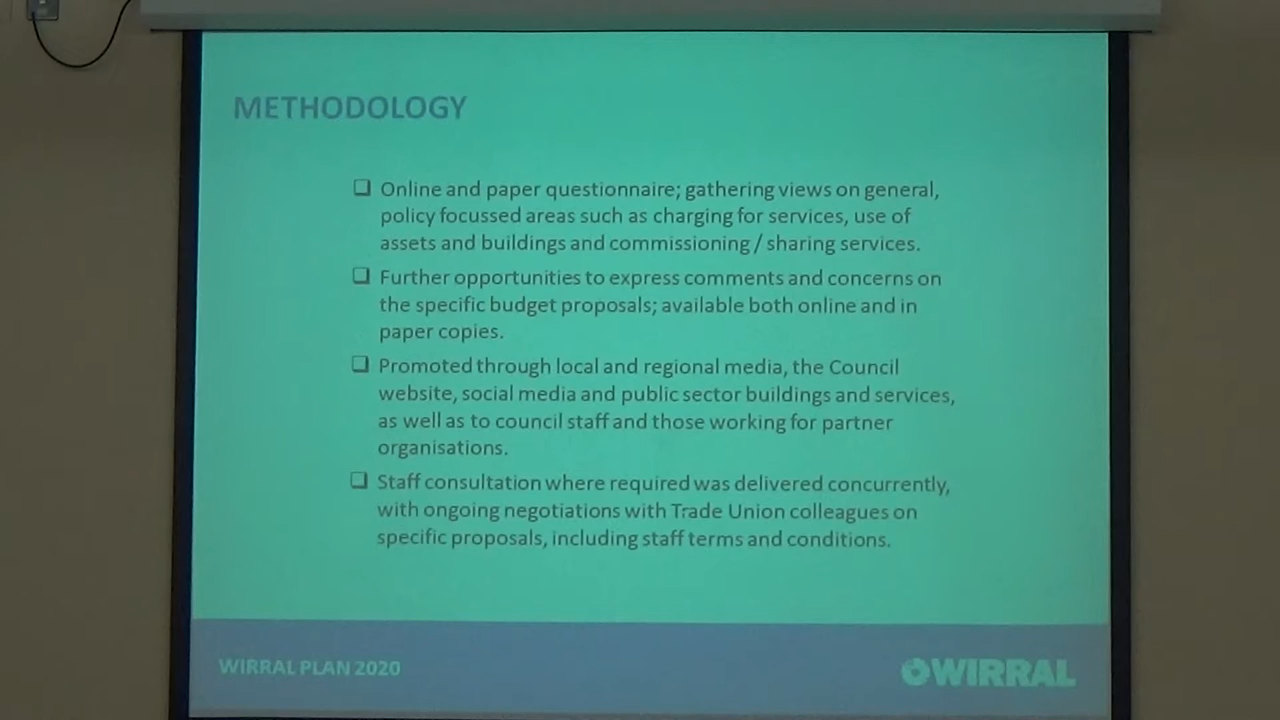 METHODOLOGY
❑ Online and paper questionnaire; gathering views on general,
policy focussed areas such as charging for services, use of
assets and buildings and commissioning / sharing services.
❑ Further opportunities to express comments and concerns on
the specific budget proposals; available both online and in
paper copies.
❑ Promoted through local and regional media, the Council
website, social media and public sector buildings and services,
as well as to council staff and those working for partner
organisations.
❑ Staff consultation where required was delivered concurrently,
with ongoing negotiations with Trade Union colleagues on
specific proposals, including staff terms and conditions.
WIRRAL PLAN 2020
WIRRAL